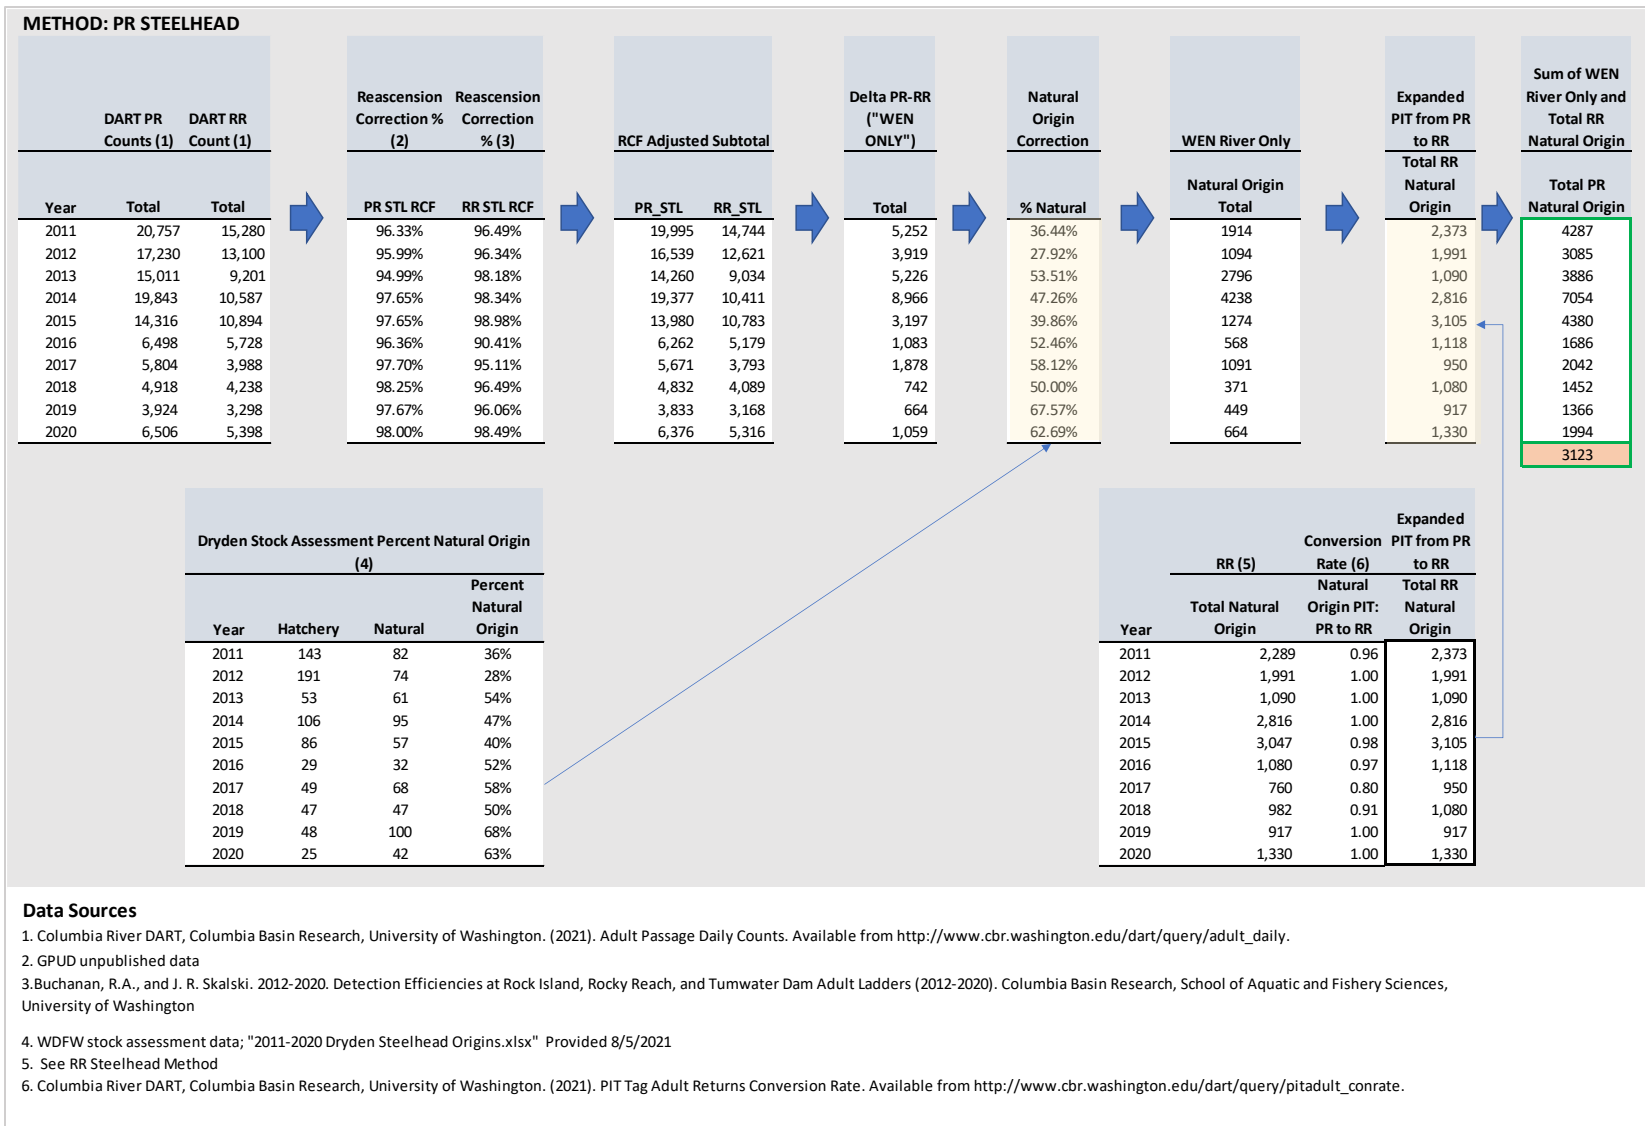 METHOD: PR STEELHEAD
DART PR Counts (1) DART RR Count (1) Reascension Correction % (2) Reascension Correction % (3) RCF Adjusted Subtotal Delta PR-RR ("WEN ONLY") Natural Origin Correction WEN River Only Expanded PIT from PR to RR Sum of WEN River Only and Total RR Natural Origin
Year Total Total PR STL RCF RR STL RCF PR_STL RR_STL Total % Natural Natural Origin Total Total RR Natural Origin Total PR Natural Origin
2011 20,757 15,280 96.33% 96.49% 19,995 14,744 5,252 36.44% 1914 2,373 4287
2012 17,230 13,100 95.99% 96.34% 16,539 12,621 3,919 27.92% 1094 1,991 3085
2013 15,011 9,201 94.99% 98.18% 14,260 9,034 5,226 53.51% 2796 1,090 3886
2014 19,843 10,587 97.65% 98.34% 19,377 10,411 8,966 47.26% 4238 2,816 7054
2015 14,316 10,894 97.65% 98.98% 13,980 10,783 3,197 39.86% 1274 3,105 4380
2016 6,498 5,728 96.36% 90.41% 6,262 5,179 1,083 52.46% 568 1,118 1686
2017 5,804 3,988 97.70% 95.11% 5,671 3,793 1,878 58.12% 1091 950 2042
2018 4,918 4,238 98.25% 96.49% 4,832 4,089 742 50.00% 371 1,080 1452
2019 3,924 3,298 97.67% 96.06% 3,833 3,168 664 67.57% 449 917 1366
2020 6,506 5,398 98.00% 98.49% 6,376 5,316 1,059 62.69% 664 1,330 1994
3123
Dryden Stock Assessment Percent Natural Origin
(4)
Year Hatchery Natural Percent Natural Origin
2011 143 82 36%
2012 191 74 28%
2013 53 61 54%
2014 106 95 47%
2015 86 57 40%
2016 29 32 52%
2017 49 68 58%
2018 47 47 50%
2019 48 100 68%
2020 25 42 63%
RR (5) Conversion Rate (6) Expanded PIT from PR to RR
Year Total Natural Origin Natural Origin PIT: PR to RR Total RR Natural Origin
2011 2,289 0.96 2,373
2012 1,991 1.00 1,991
2013 1,090 1.00 1,090
2014 2,816 1.00 2,816
2015 3,047 0.98 3,105
2016 1,080 0.97 1,118
2017 760 0.80 950
2018 982 0.91 1,080
2019 917 1.00 917
2020 1,330 1.00 1,330
Data Sources
1. Columbia River DART, Columbia Basin Research, University of Washington. (2021). Adult Passage Daily Counts. Available from http://www.cbr.washington.edu/dart/query/adult_daily.
2. GPUD unpublished data
3.Buchanan, R.A., and J. R. Skalski. 2012-2020. Detection Efficiencies at Rock Island, Rocky Reach, and Tumwater Dam Adult Ladders (2012-2020). Columbia Basin Research, School of Aquatic and Fishery Sciences,
University of Washington
4. WDFW stock assessment data; "2011-2020 Dryden Steelhead Origins.xlsx" Provided 8/5/2021
5. See RR Steelhead Method
6. Columbia River DART, Columbia Basin Research, University of Washington. (2021). PIT Tag Adult Returns Conversion Rate. Available from http://www.cbr.washington.edu/dart/query/pitadult_conrate.